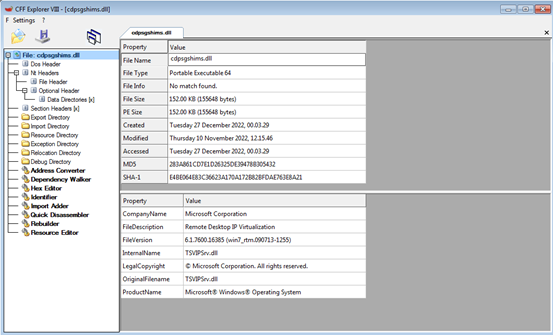 CFF Explorer VIII - [cdpsgshims.dll]
File Settings ?
cdpsgshims.dll
File: cdpsgshims.dll
Dos Header
Nt Headers
File Header
Optional Header
Data Directories [x]
Section Headers [x]
Export Directory
Import Directory
Resource Directory
Exception Directory
Relocation Directory
Debug Directory
Address Converter
Dependency Walker
Hex Editor
Identifier
Import Adder
Quick Disassembler
Rebuilder
Resource Editor
Property Value
File Name cdpsgshims.dll
File Type Portable Executable 64
File Info No match found.
File Size 152.00 KB (155648 bytes)
PE Size 152.00 KB (155648 bytes)
Created Tuesday 27 December 2022, 00.03.29
Modified Thursday 10 November 2022, 12.15.46
Accessed Tuesday 27 December 2022, 00.03.29
MD5 283A861CD7E1D26325DE3947BB305432
SHA-1 E4BE064E83C36623A170A172B82BFDAE763E8A21
Property Value
CompanyName Microsoft Corporation
FileDescription Remote Desktop IP Virtualization
FileVersion 6.1.7600.16385 (win7_rtm.090713-1255)
InternalName TSVIPSrv.dll
LegalCopyright © Microsoft Corporation. All rights reserved.
OriginalFilename TSVIPSrv.dll
ProductName Microsoft® Windows® Operating System